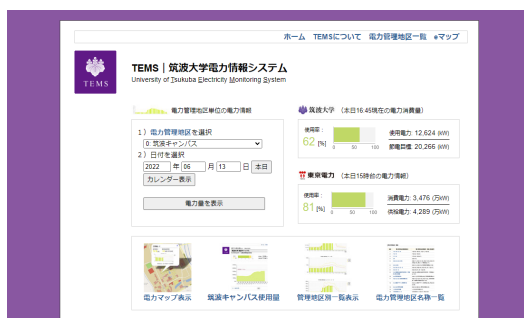 ホーム TEMSについて 電力管理地区一覧 eマップ
TEMS
TEMS | 筑波大学電力情報システム
University of Tsukuba Electricity Monitoring System
電力管理地区単位の電力情報
1) 電力管理地区を選択
0: 筑波キャンパス
2) 日付を選択
2022 年 06 月 13 日 本日
カレンダー表示
電力量を表示
筑波大学 (本日16:45現在の電力消費量)
使用率:
62 [%]
0 50 100
使用電力: 12,624 (kW)
節電目標: 20,266 (kW)
東京電力 (本日15時台の電力情報)
使用率:
81 [%]
0 50 100
消費電力: 3,476 (万kW)
供給電力: 4,289 (万kW)
電力マップ表示
筑波キャンパス使用量
管理地区別一覧表示
電力管理地区名称一覧